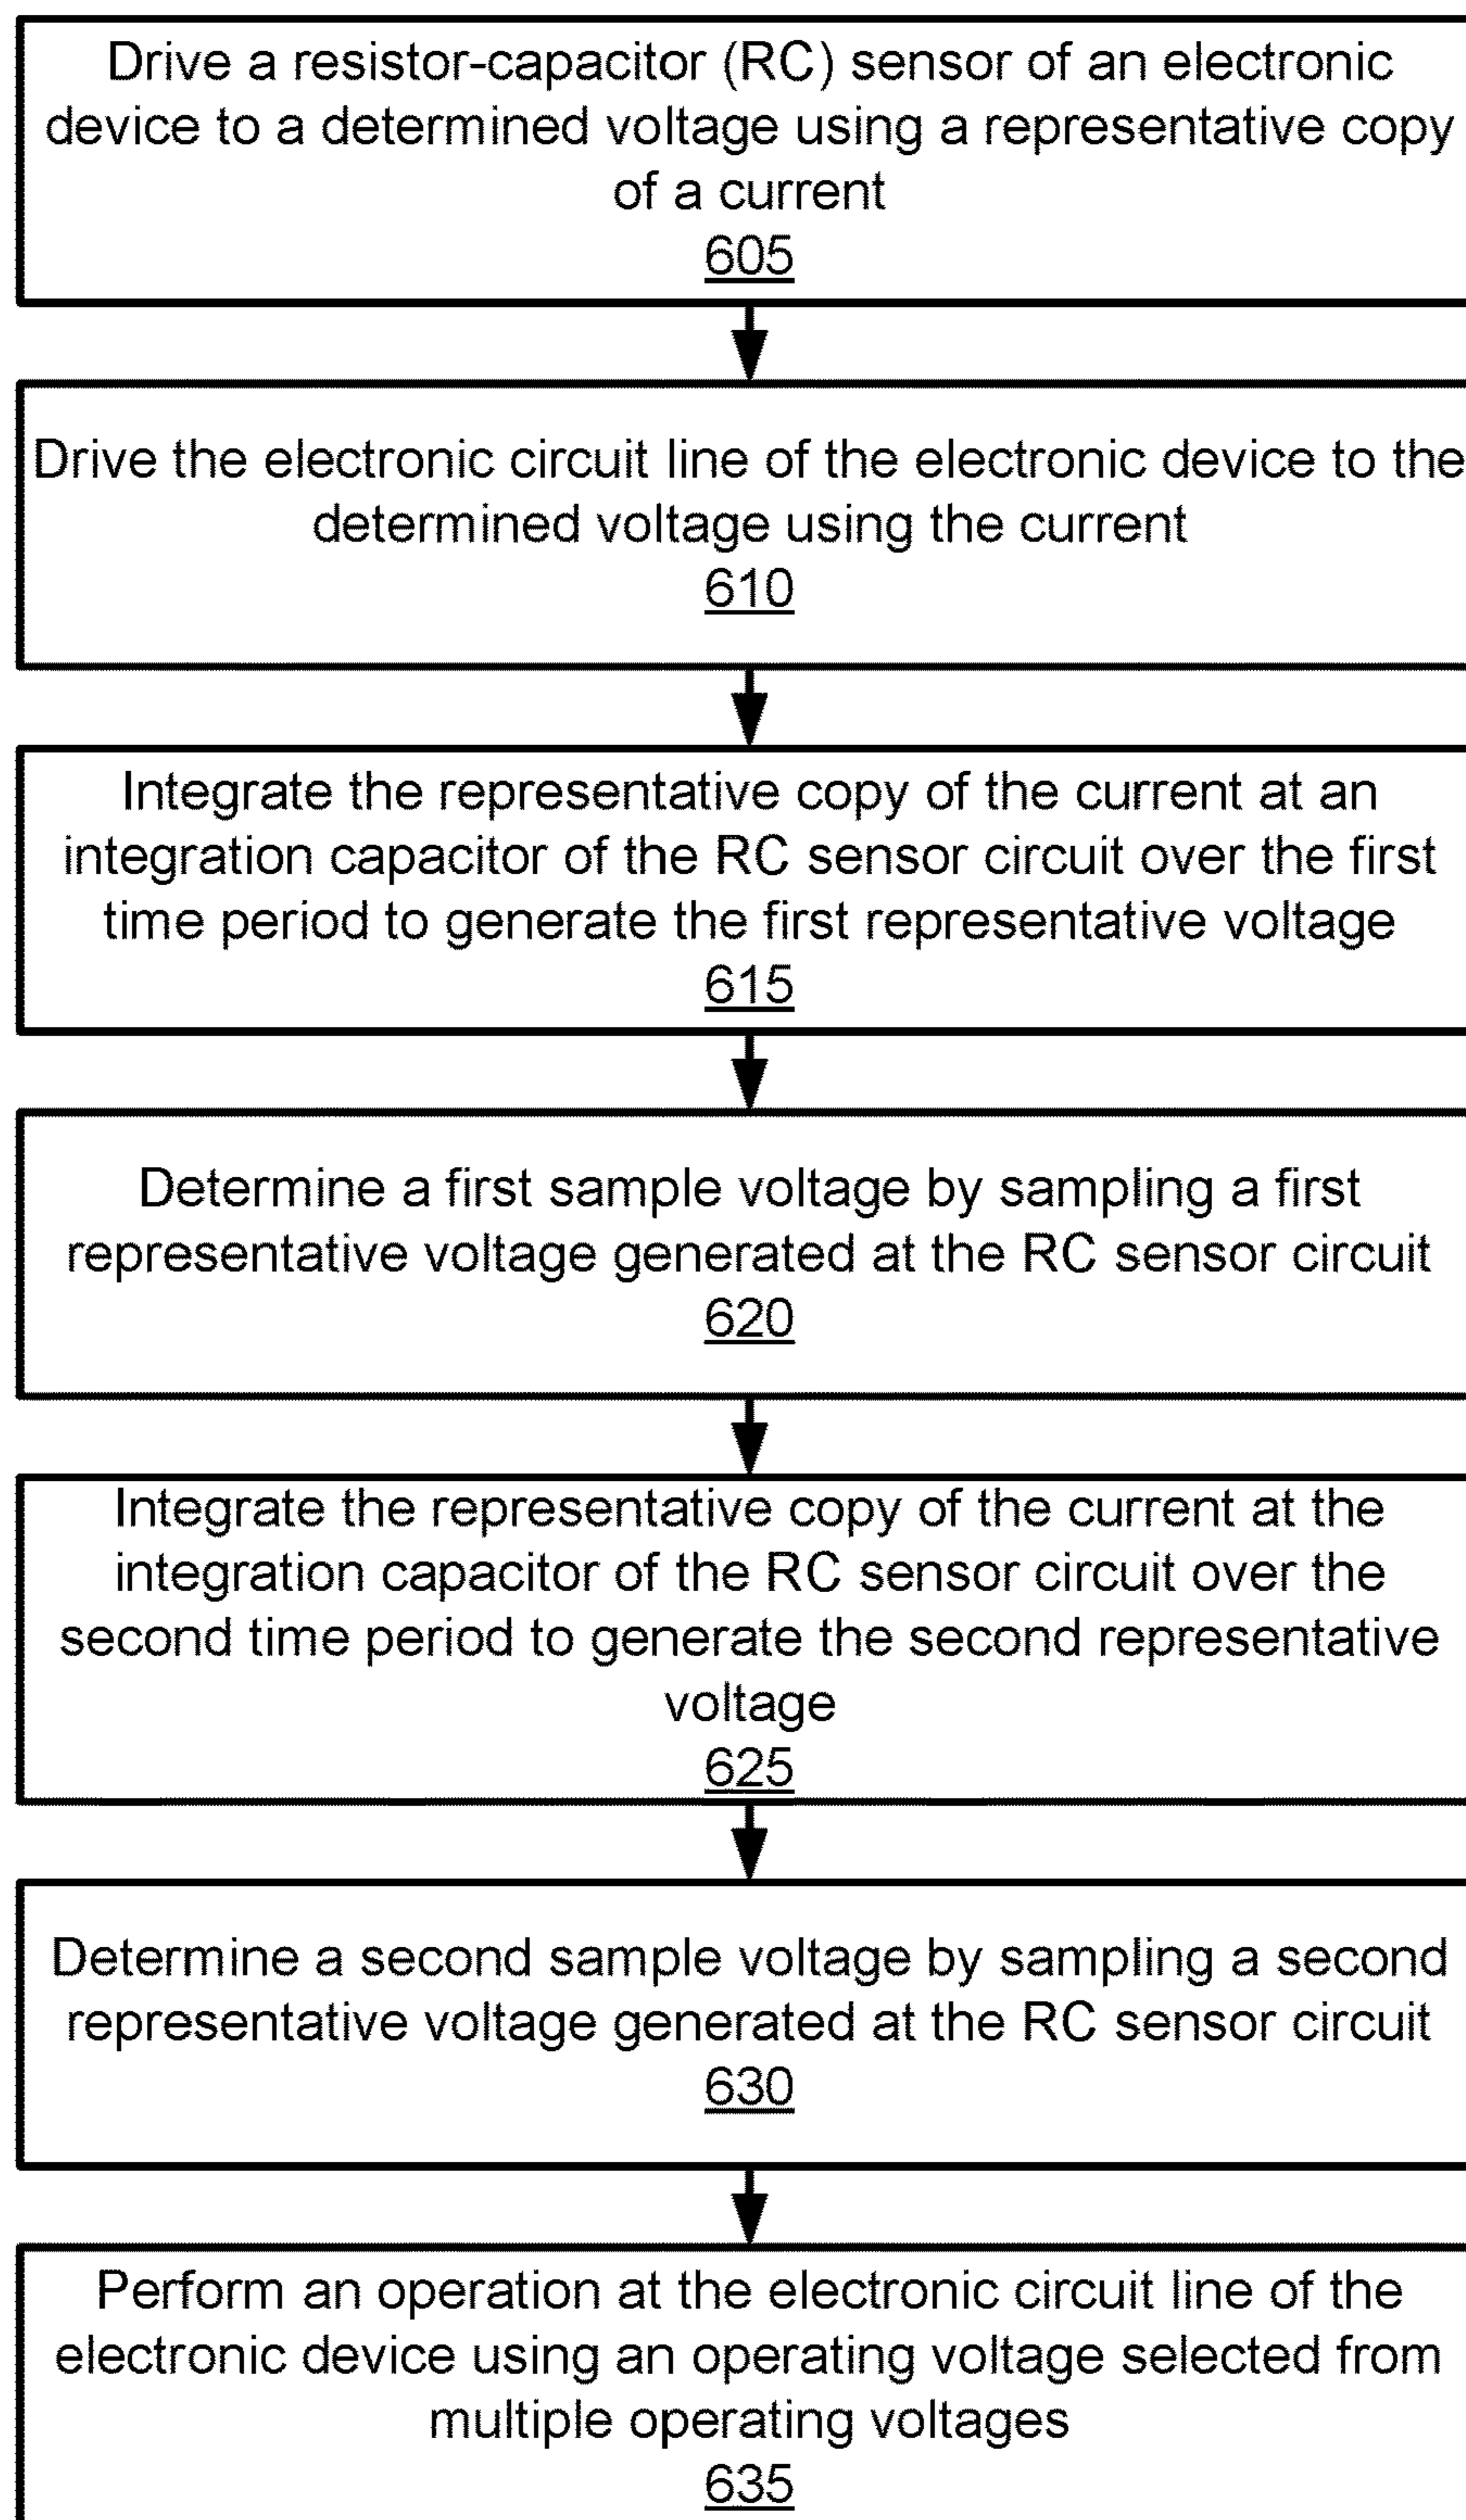 Drive a resistor-capacitor (RC) sensor of an electronic
device to a determined voltage using a representative copy
of a current
605
Drive the electronic circuit line of the electronic device to the
determined voltage using the current
610
Integrate the representative copy of the current at an
integration capacitor of the RC sensor circuit over the first
time period to generate the first representative voltage
615
Determine a first sample voltage by sampling a first
representative voltage generated at the RC sensor circuit
620
Integrate the representative copy of the current at the
integration capacitor of the RC sensor circuit over the
second time period to generate the second representative
voltage
625
Determine a second sample voltage by sampling a second
representative voltage generated at the RC sensor circuit
630
Perform an operation at the electronic circuit line of the
electronic device using an operating voltage selected from
multiple operating voltages
635